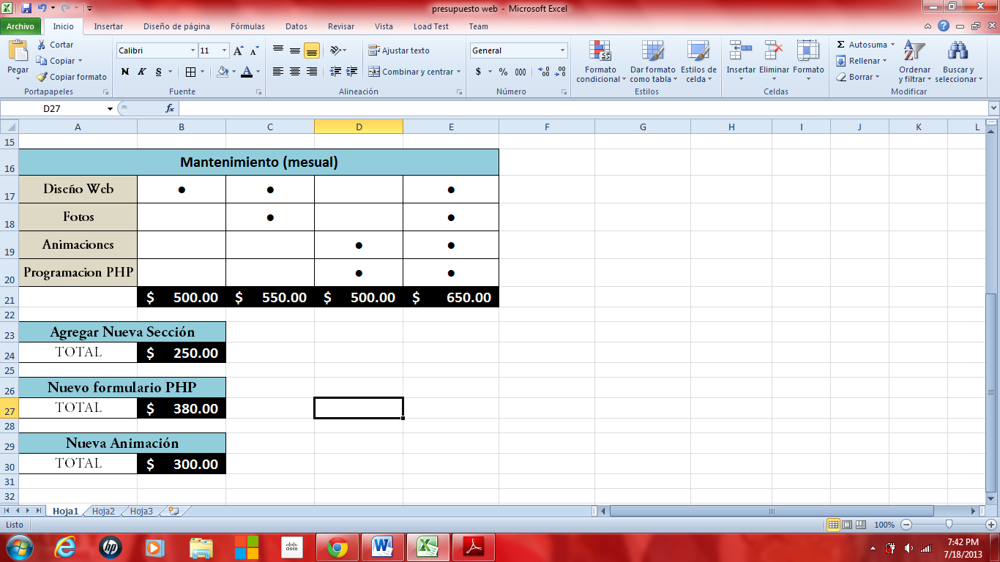 presupuesto web - Microsoft Excel
Archivo Inicio Insertar Diseño de página Fórmulas Datos Revisar Vista Load Test Team
Pegar
Cortar
Copiar
Copiar formato
Portapapeles
Calibri 11
N K S
Fuente
Ajustar texto
Combinar y centrar
Alineación
General
$ % 000
Número
Formato condicional
Dar formato como tabla
Estilos de celda
Estilos
Insertar Eliminar Formato
Celdas
Σ Autosuma
Rellenar
Borrar
Ordenar y filtrar
Buscar y seleccionar
Modificar
D27 fx
A B C D E F G H I J K L
15
16 Mantenimiento (mesual)
17 Diseño Web ● ● ●
18 Fotos ● ●
19 Animaciones ● ●
20 Programacion PHP ● ●
21 $ 500.00 $ 550.00 $ 500.00 $ 650.00
22
23 Agregar Nueva Sección
24 TOTAL $ 250.00
25
26 Nuevo formulario PHP
27 TOTAL $ 380.00
28
29 Nueva Animación
30 TOTAL $ 300.00
31
32
Hoja1 Hoja2 Hoja3
Listo 100%
hp
cisco
7:42 PM
7/18/2013